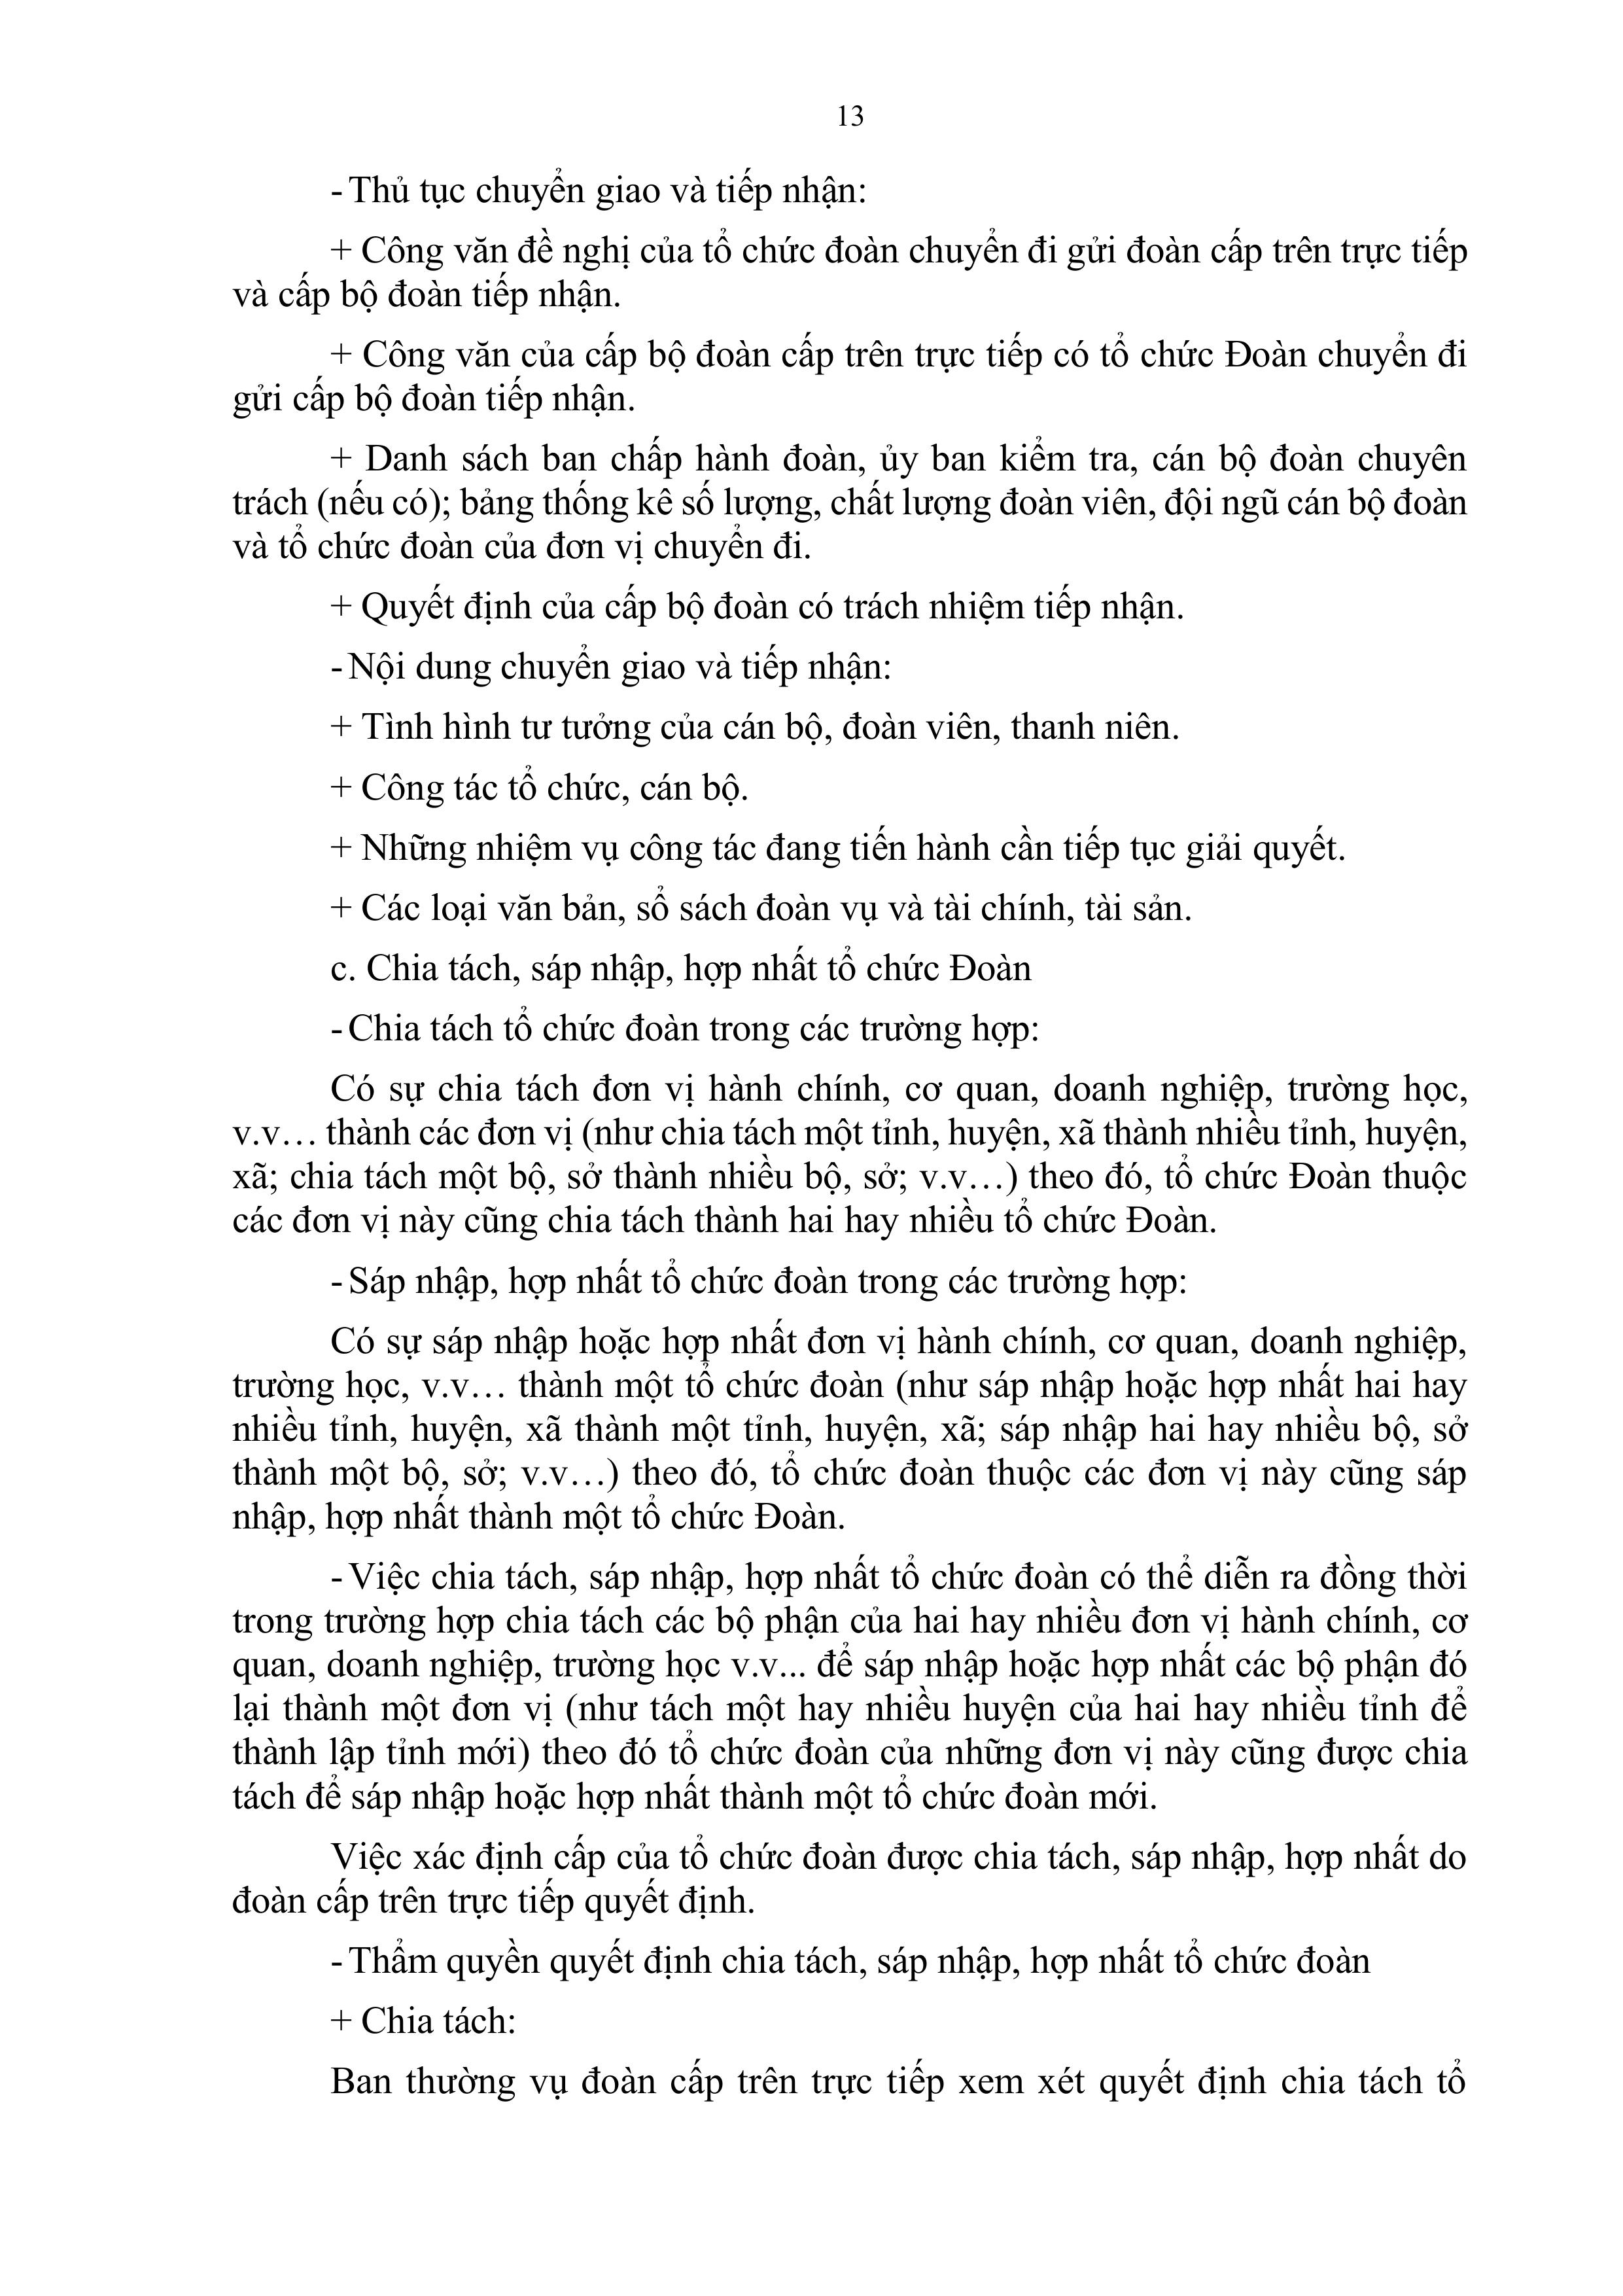 13
- Thủ tục chuyển giao và tiếp nhận:
+ Công văn đề nghị của tổ chức đoàn chuyển đi gửi đoàn cấp trên trực tiếp
và cấp bộ đoàn tiếp nhận.
+ Công văn của cấp bộ đoàn cấp trên trực tiếp có tổ chức Đoàn chuyển đi
gửi cấp bộ đoàn tiếp nhận.
+ Danh sách ban chấp hành đoàn, ủy ban kiểm tra, cán bộ đoàn chuyên
trách (nếu có); bảng thống kê số lượng, chất lượng đoàn viên, đội ngũ cán bộ đoàn
và tổ chức đoàn của đơn vị chuyển đi.
+ Quyết định của cấp bộ đoàn có trách nhiệm tiếp nhận.
- Nội dung chuyển giao và tiếp nhận:
+ Tình hình tư tưởng của cán bộ, đoàn viên, thanh niên.
+ Công tác tổ chức, cán bộ.
+ Những nhiệm vụ công tác đang tiến hành cần tiếp tục giải quyết.
+ Các loại văn bản, sổ sách đoàn vụ và tài chính, tài sản.
c. Chia tách, sáp nhập, hợp nhất tổ chức Đoàn
- Chia tách tổ chức đoàn trong các trường hợp:
Có sự chia tách đơn vị hành chính, cơ quan, doanh nghiệp, trường học,
v.v… thành các đơn vị (như chia tách một tỉnh, huyện, xã thành nhiều tỉnh, huyện,
xã; chia tách một bộ, sở thành nhiều bộ, sở; v.v…) theo đó, tổ chức Đoàn thuộc
các đơn vị này cũng chia tách thành hai hay nhiều tổ chức Đoàn.
- Sáp nhập, hợp nhất tổ chức đoàn trong các trường hợp:
Có sự sáp nhập hoặc hợp nhất đơn vị hành chính, cơ quan, doanh nghiệp,
trường học, v.v… thành một tổ chức đoàn (như sáp nhập hoặc hợp nhất hai hay
nhiều tỉnh, huyện, xã thành một tỉnh, huyện, xã; sáp nhập hai hay nhiều bộ, sở
thành một bộ, sở; v.v…) theo đó, tổ chức đoàn thuộc các đơn vị này cũng sáp
nhập, hợp nhất thành một tổ chức Đoàn.
- Việc chia tách, sáp nhập, hợp nhất tổ chức đoàn có thể diễn ra đồng thời
trong trường hợp chia tách các bộ phận của hai hay nhiều đơn vị hành chính, cơ
quan, doanh nghiệp, trường học v.v... để sáp nhập hoặc hợp nhất các bộ phận đó
lại thành một đơn vị (như tách một hay nhiều huyện của hai hay nhiều tỉnh để
thành lập tỉnh mới) theo đó tổ chức đoàn của những đơn vị này cũng được chia
tách để sáp nhập hoặc hợp nhất thành một tổ chức đoàn mới.
Việc xác định cấp của tổ chức đoàn được chia tách, sáp nhập, hợp nhất do
đoàn cấp trên trực tiếp quyết định.
- Thẩm quyền quyết định chia tách, sáp nhập, hợp nhất tổ chức đoàn
+ Chia tách:
Ban thường vụ đoàn cấp trên trực tiếp xem xét quyết định chia tách tổ